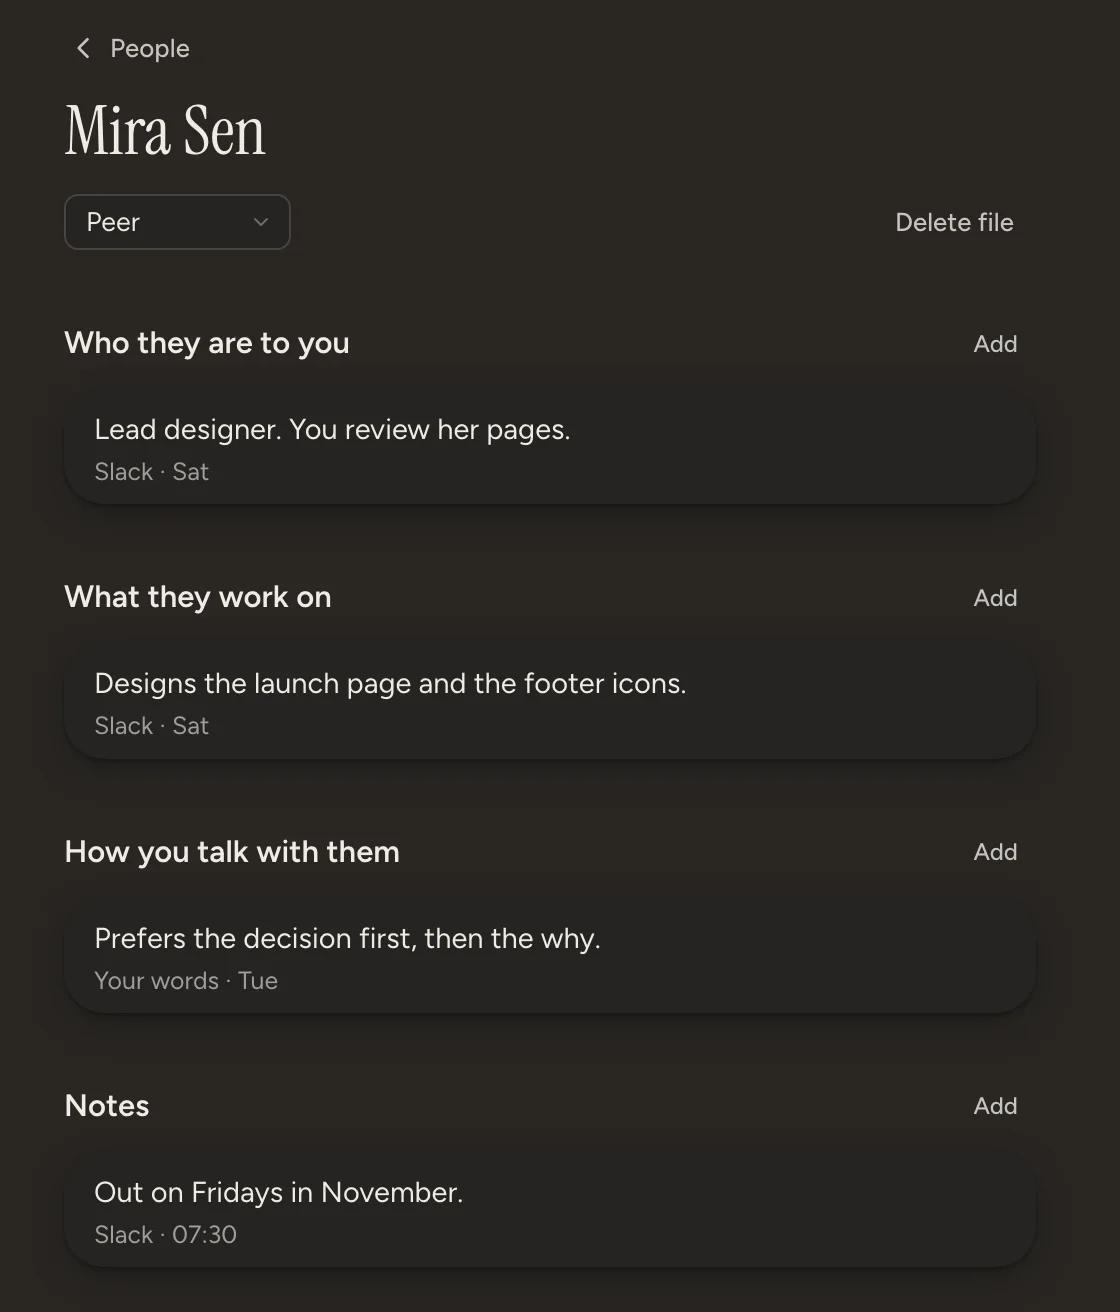 People
Mira Sen
Peer
Delete file
Who they are to you
Add
Lead designer. You review her pages.
Slack · Sat
What they work on
Add
Designs the launch page and the footer icons.
Slack · Sat
How you talk with them
Add
Prefers the decision first, then the why.
Your words · Tue
Notes
Add
Out on Fridays in November.
Slack · 07:30